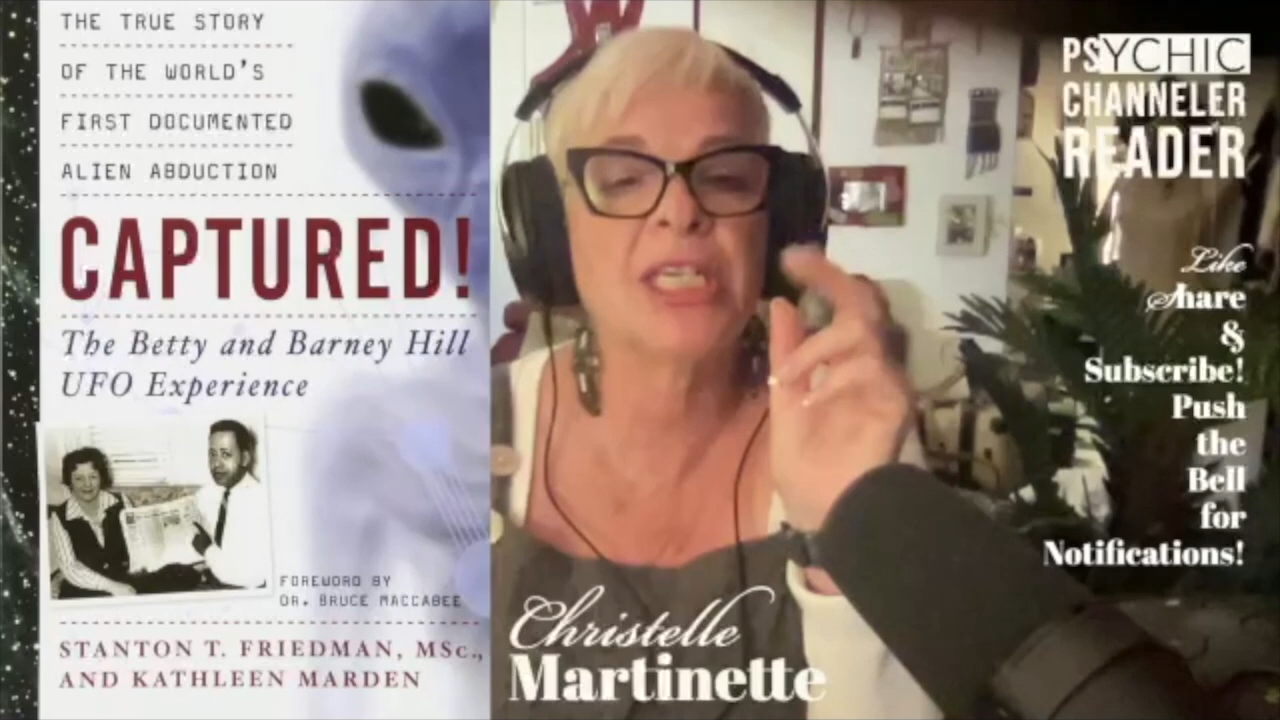 THE TRUE STORY
OF THE WORLD'S
FIRST DOCUMENTED
ALIEN ABDUCTION
CAPTURED!
The Betty and Barney Hill
UFO Experience
FOREWORD BY
DR. BRUCE MACCABEE
STANTON T. FRIEDMAN, MSc.,
AND KATHLEEN MARDEN
Christelle
Martinette
PSYCHIC
CHANNELER
READER
Like
Share
&
Subscribe!
Push
the
Bell
for
Notifications!